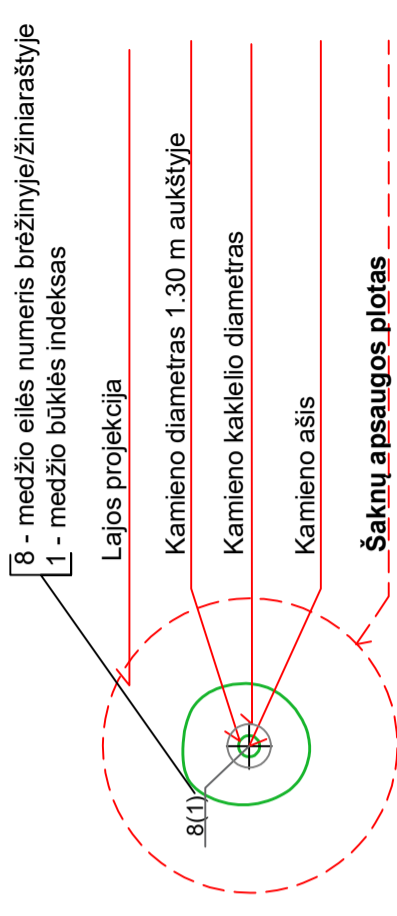 8 - medžio eilės numeris brėžinyje/žiniaraštyje
1 - medžio būklės indeksas
Lajos projekcija
Kamieno diametras 1.30 m aukštyje
Kamieno kaklelio diametras
Kamieno ašis
Šaknų apsaugos plotas
8(1)